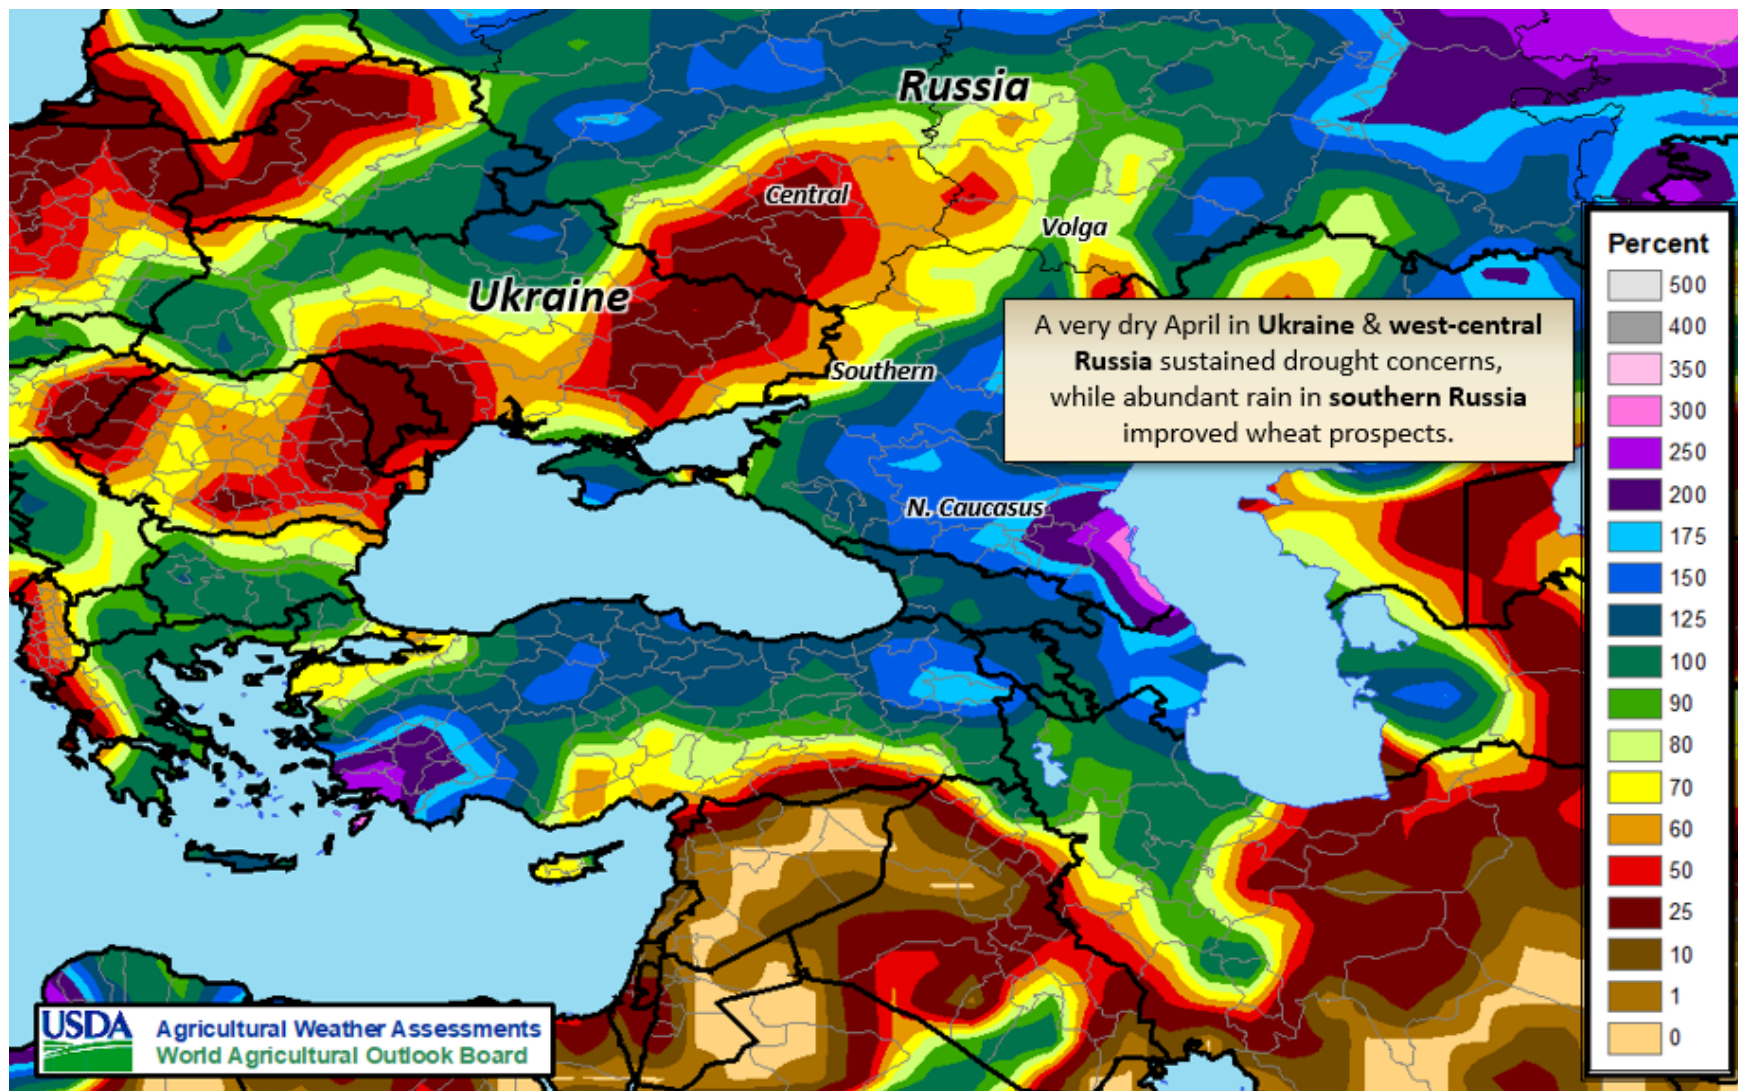 Russia
Central
Volga
Ukraine
Southern
N. Caucasus
A very dry April in Ukraine & west-central
Russia sustained drought concerns,
while abundant rain in southern Russia
improved wheat prospects.
Percent
500
400
350
300
250
200
175
150
125
100
90
80
70
60
50
25
10
1
0
USDA
Agricultural Weather Assessments
World Agricultural Outlook Board